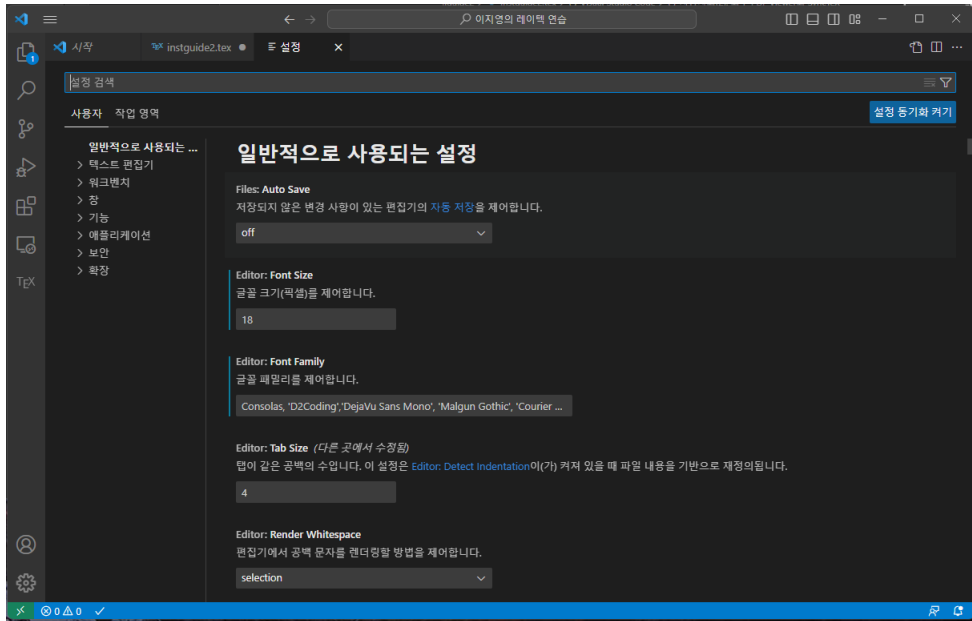 이지영의 레이텍 연습
시작
TEX instguide2.tex
설정
1
설정 검색
사용자 작업 영역
설정 동기화 켜기
일반적으로 사용되는 ...
텍스트 편집기
워크벤치
창
기능
애플리케이션
보안
확장
TEX
일반적으로 사용되는 설정
Files: Auto Save
저장되지 않은 변경 사항이 있는 편집기의 자동 저장을 제어합니다.
off
Editor: Font Size
글꼴 크기(픽셀)를 제어합니다.
18
Editor: Font Family
글꼴 패밀리를 제어합니다.
Consolas, 'D2Coding','DejaVu Sans Mono', 'Malgun Gothic', 'Courier ...
Editor: Tab Size (다른 곳에서 수정됨)
탭이 같은 공백의 수입니다. 이 설정은 Editor: Detect Indentation이(가) 켜져 있을 때 파일 내용을 기반으로 재정의됩니다.
4
Editor: Render Whitespace
편집기에서 공백 문자를 렌더링할 방법을 제어합니다.
selection
0 0